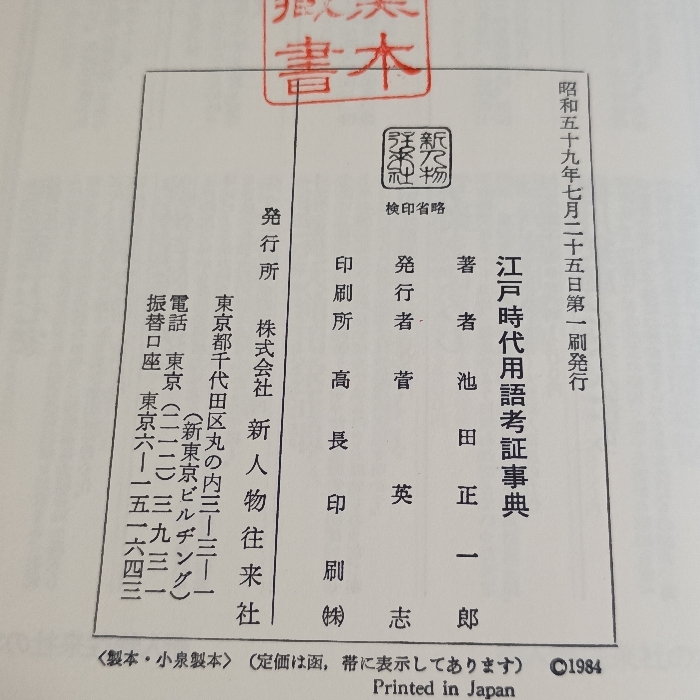 木
蔵書
昭和五十九年七月二十五日第一刷発行
江戸時代用語考証事典
著者 池田正一郎
新人物
往来社
検印省略
発行者 菅英志
印刷所 高長印刷㈱
発行所 株式会社 新人物往来社
東京都千代田区丸の内三―三―一
(新東京ビルヂング)
電話 東京(二一二)三九三一
振替口座 東京六―一五一六四三
〈製本・小泉製本〉 (定価は函,帯に表示してあります) ©1984
Printed in Japan